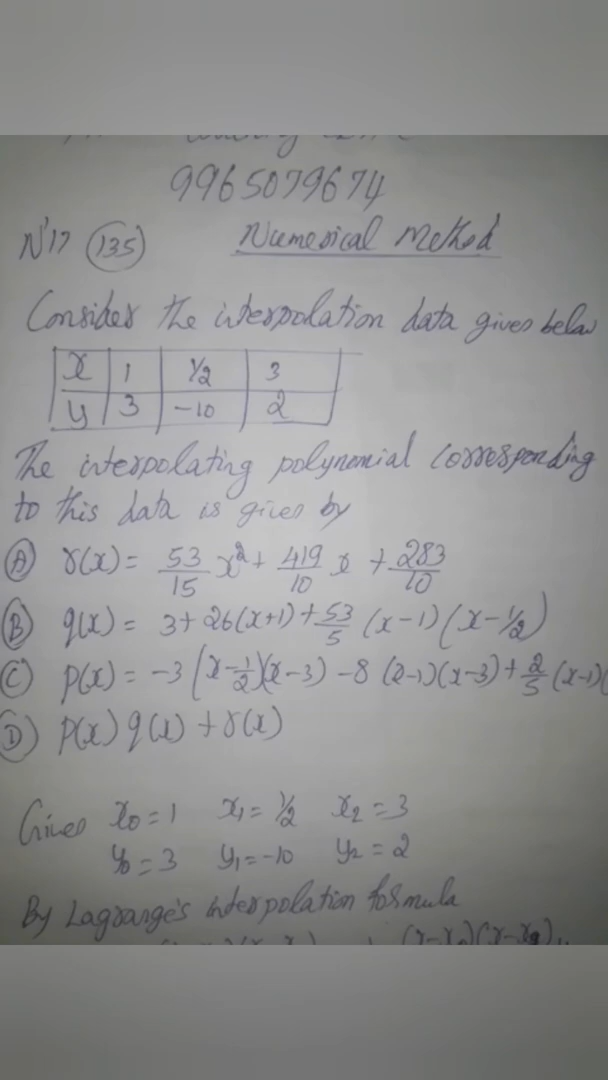 9965079674
N'17 (135) Numerical Method
Consider the interpolation data given below
x 1 1/2 3
y 3 -10 2
The interpolating polynomial corresponding
to this data is given by
(A) r(x) = 53/15 x² + 419/10 x + 283/10
(B) q(x) = 3 + 26(x+1) + 53/5 (x-1)(x-1/2)
(C) p(x) = -3 (x-1/2)(x-3) -8 (x-1)(x-3) + 2/5 (x-1)(
(D) p(x) q(x) + r(x)
Given x0 = 1 x1 = 1/2 x2 = 3
y0 = 3 y1 = -10 y2 = 2
By Lagrange's interpolation formula